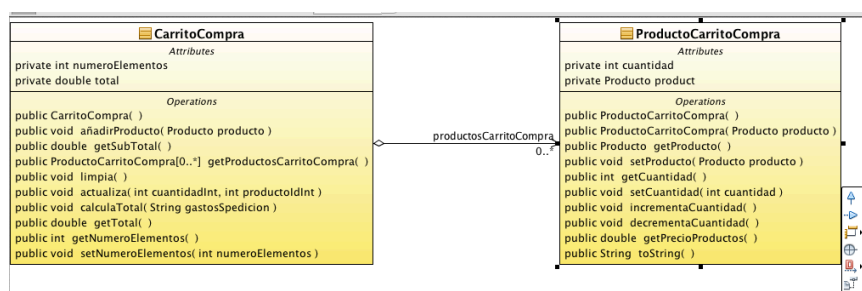 CarritoCompra
Attributes
private int numeroElementos
private double total
Operations
public CarritoCompra( )
public void añadirProducto( Producto producto )
public double getSubTotal( )
public ProductoCarritoCompra[0..*] getProductosCarritoCompra( )
public void limpia( )
public void actualiza( int cuantidadInt, int productoIdInt )
public void calculaTotal( String gastosSpedicion )
public double getTotal( )
public int getNumeroElementos( )
public void setNumeroElementos( int numeroElementos )
productosCarritoCompra
0..*
ProductoCarritoCompra
Attributes
private int cuantidad
private Producto product
Operations
public ProductoCarritoCompra( )
public ProductoCarritoCompra( Producto producto )
public Producto getProducto( )
public void setProducto( Producto producto )
public int getCuantidad( )
public void setCuantidad( int cuantidad )
public void incrementaCuantidad( )
public void decrementaCuantidad( )
public double getPrecioProductos( )
public String toString( )